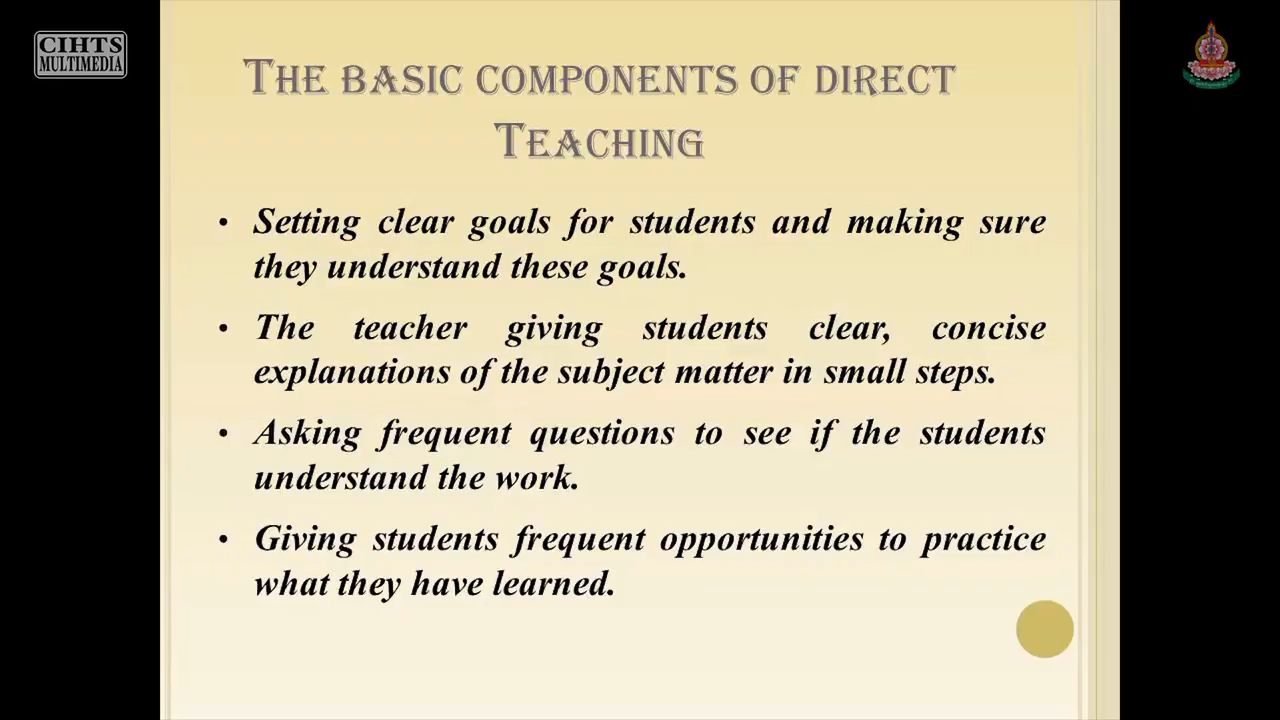 CIHTS
MULTIMEDIA
The basic components of direct
Teaching
• Setting clear goals for students and making sure
they understand these goals.
• The teacher giving students clear, concise
explanations of the subject matter in small steps.
• Asking frequent questions to see if the students
understand the work.
• Giving students frequent opportunities to practice
what they have learned.